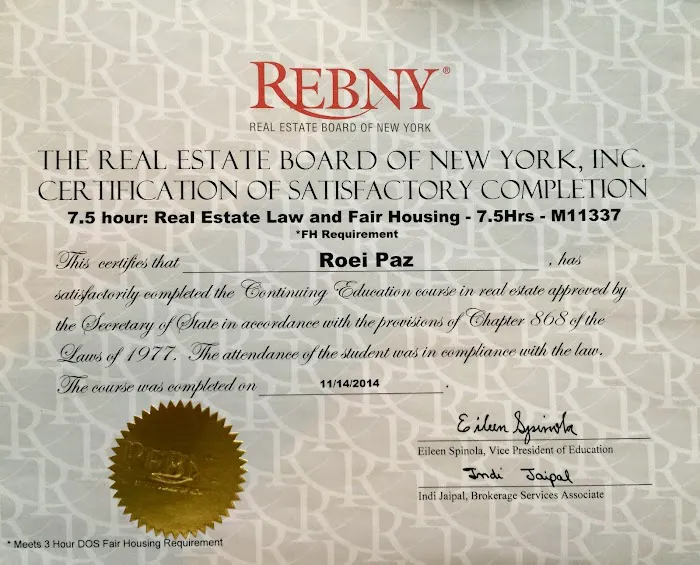 REBNY®
REAL ESTATE BOARD OF NEW YORK
THE REAL ESTATE BOARD OF NEW YORK, INC.
CERTIFICATION OF SATISFACTORY COMPLETION
7.5 hour: Real Estate Law and Fair Housing - 7.5Hrs - M11337
*FH Requirement
This certifies that Roei Paz , has
satisfactorily completed the Continuing Education course in real estate approved by
the Secretary of State in accordance with the provisions of Chapter 868 of the
Laws of 1977. The attendance of the student was in compliance with the law.
The course was completed on 11/14/2014 .
Eileen Spinola
Eileen Spinola, Vice President of Education
Indi Jaipal
Indi Jaipal, Brokerage Services Associate
REBNY
* Meets 3 Hour DOS Fair Housing Requirement